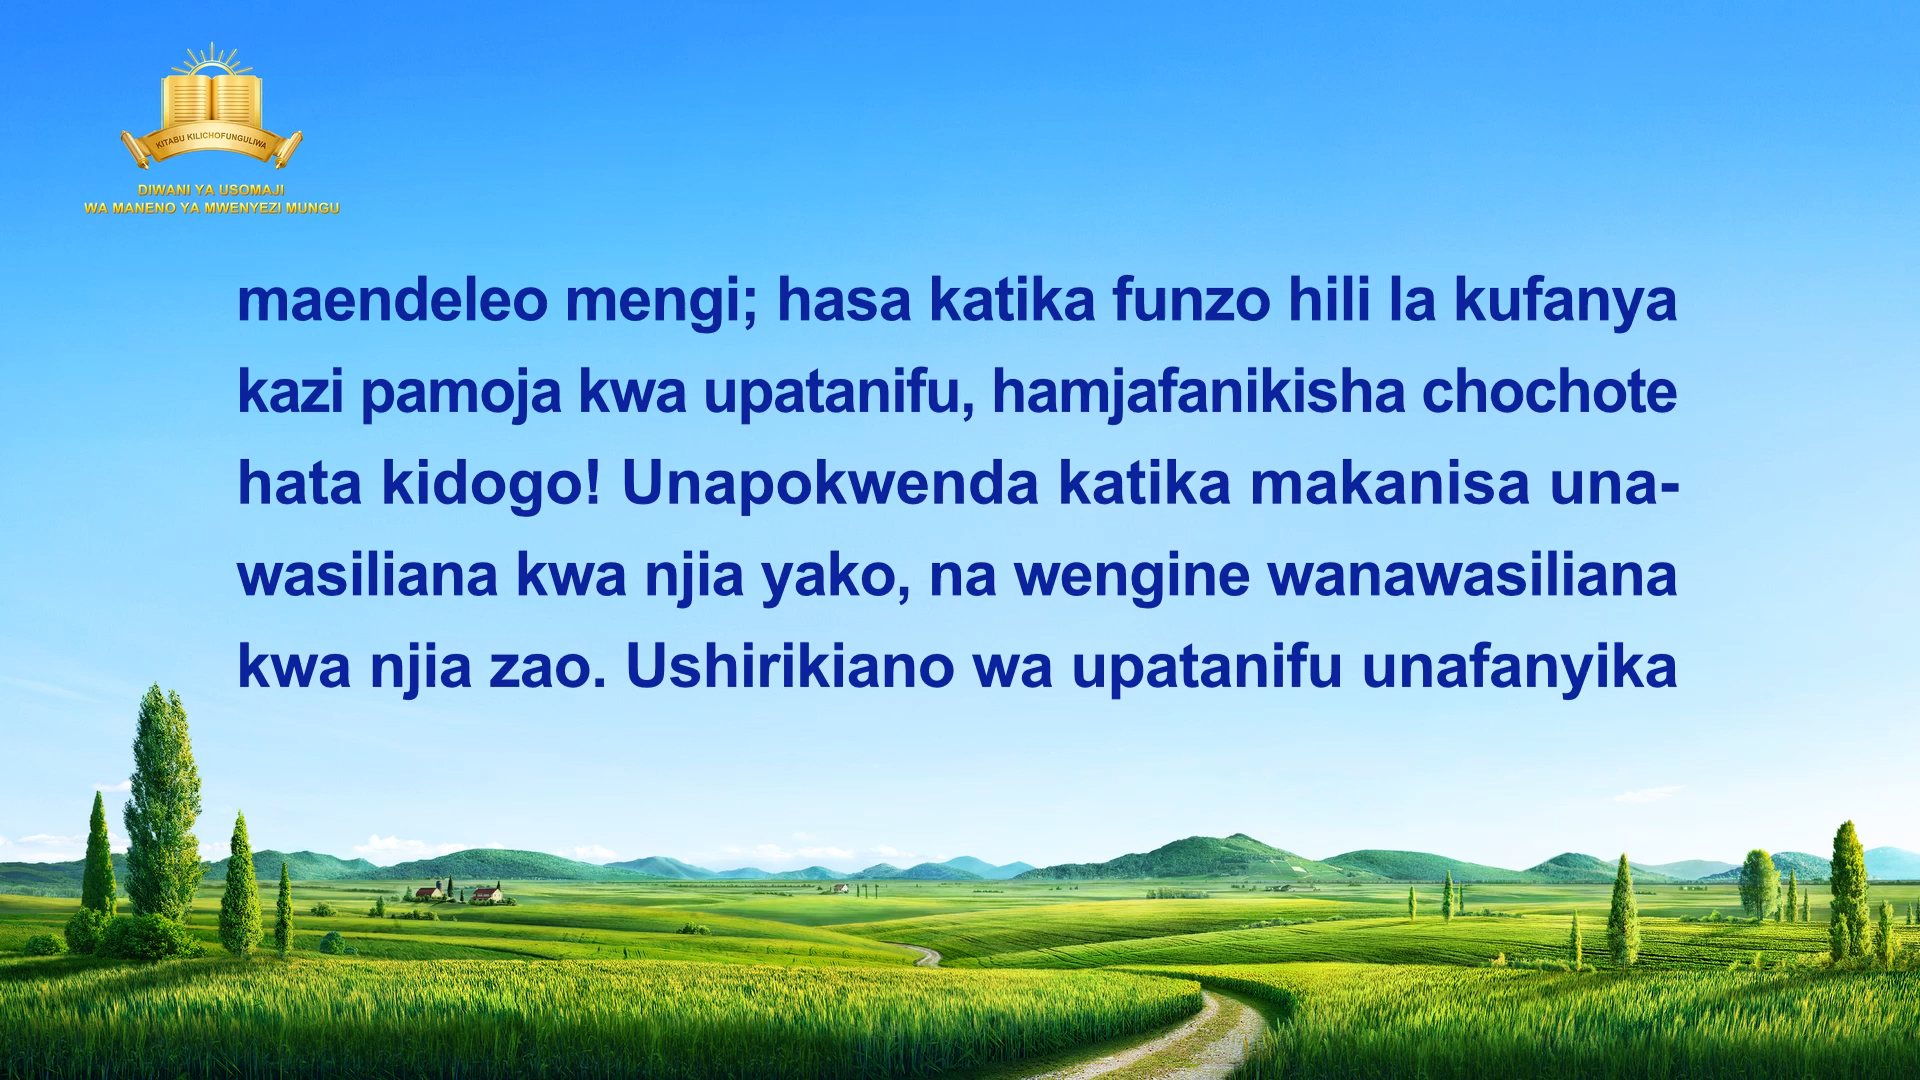 KITABU KILICHOFUNGULIWA
DIWANI YA USOMAJI
WA MANENO YA MWENYEZI MUNGU
maendeleo mengi; hasa katika funzo hili la kufanya
kazi pamoja kwa upatanifu, hamjafanikisha chochote
hata kidogo! Unapokwenda katika makanisa una-
wasiliana kwa njia yako, na wengine wanawasiliana
kwa njia zao. Ushirikiano wa upatanifu unafanyika